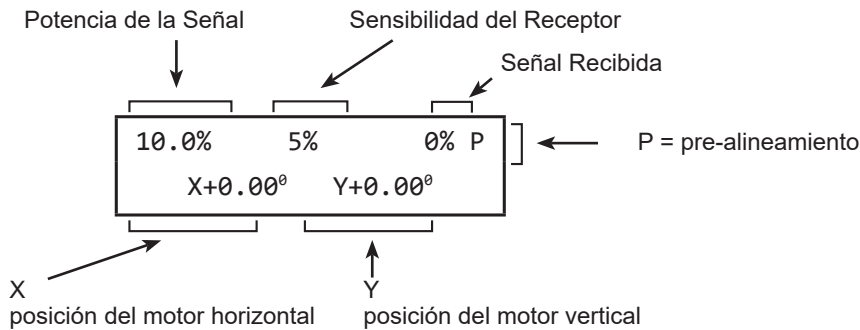 Potencia de la Señal
Sensibilidad del Receptor
Señal Recibida
10.0% 5% 0% P
P = pre-alineamiento
X+0.00⁰ Y+0.00⁰
X
posición del motor horizontal
Y
posición del motor vertical